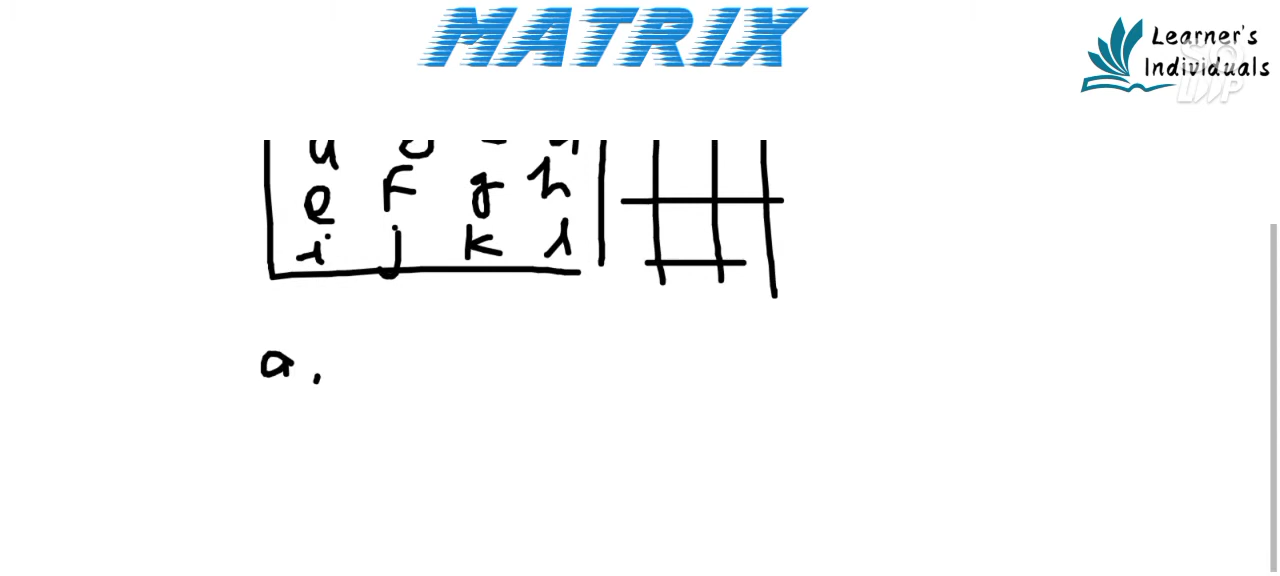 MATRIX
Learner's
Individuals
e F g h
i j k l
a.